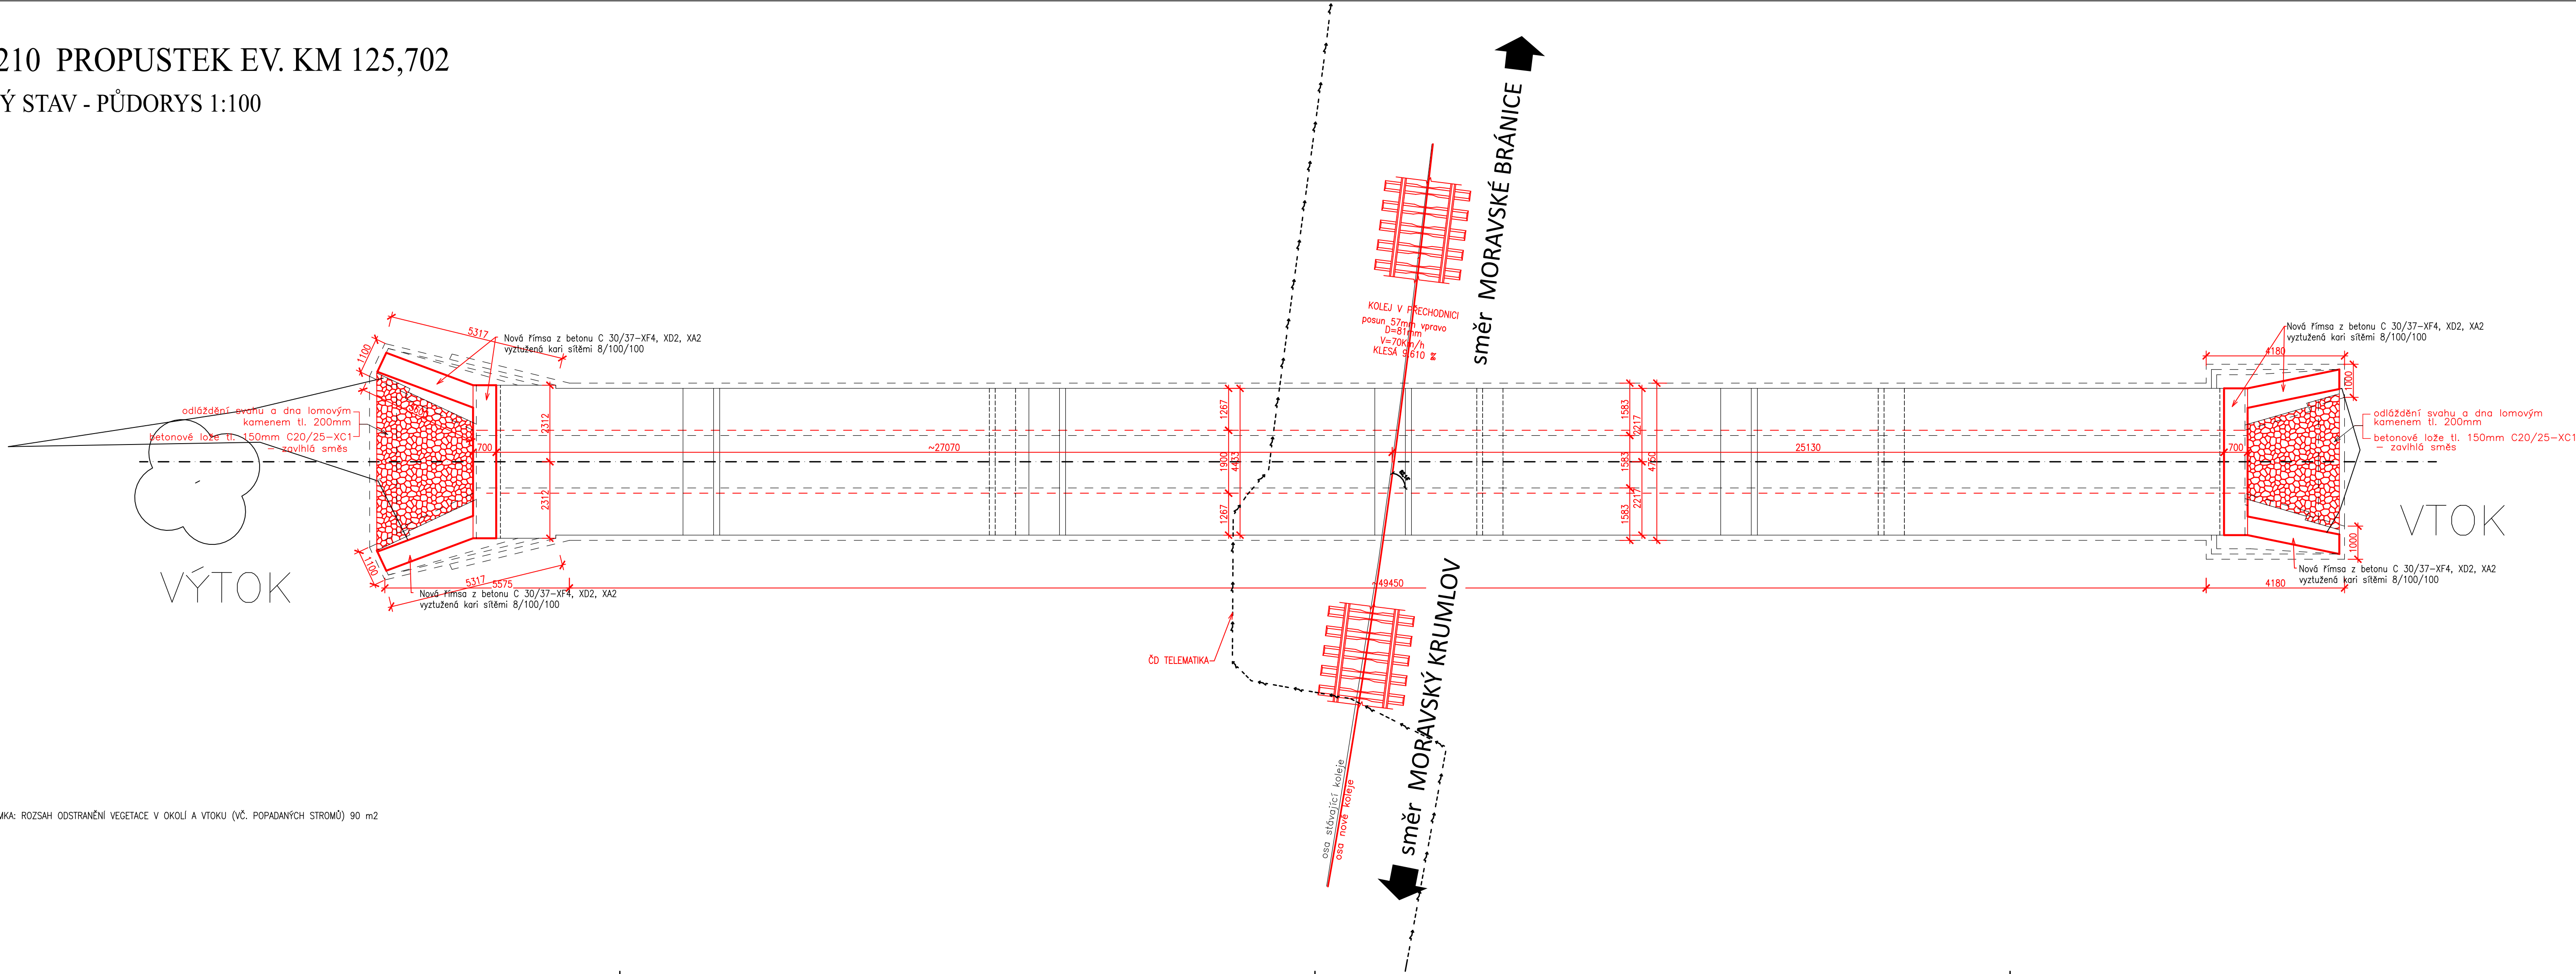 210 PROPUSTEK EV. KM 125,702
Ý STAV - PŮDORYS 1:100
směr MORAVSKÉ BRÁNICE
KOLEJ V PŘECHODNICI
posun 57mm vpravo
D=81mm
V=70Km/h
KLESÁ 9,610 ‰
5317
1100
Nová římsa z betonu C 30/37-XF4, XD2, XA2
vyztužená kari sítěmi 8/100/100
odláždění svahu a dna lomovým
kamenem tl. 200mm
betonové lože tl. 150mm C20/25-XC1
- zavlhlá směs
2312
2312
700
~27070
1267
1900
4433
1267
1583
2217
1583
4750
2217
1583
25130
700
Nová římsa z betonu C 30/37-XF4, XD2, XA2
vyztužená kari sítěmi 8/100/100
4180
1000
odláždění svahu a dna lomovým
kamenem tl. 200mm
betonové lože tl. 150mm C20/25-XC1
- zavlhlá směs
VTOK
1000
Nová římsa z betonu C 30/37-XF4, XD2, XA2
vyztužená kari sítěmi 8/100/100
4180
VÝTOK
1100
5317
5575
~49450
Nová římsa z betonu C 30/37-XF4, XD2, XA2
vyztužená kari sítěmi 8/100/100
ČD TELEMATIKA
směr MORAVSKÝ KRUMLOV
osa stávající koleje
osa nové koleje
MKA: ROZSAH ODSTRANĚNÍ VEGETACE V OKOLÍ A VTOKU (VČ. POPADANÝCH STROMŮ) 90 m2